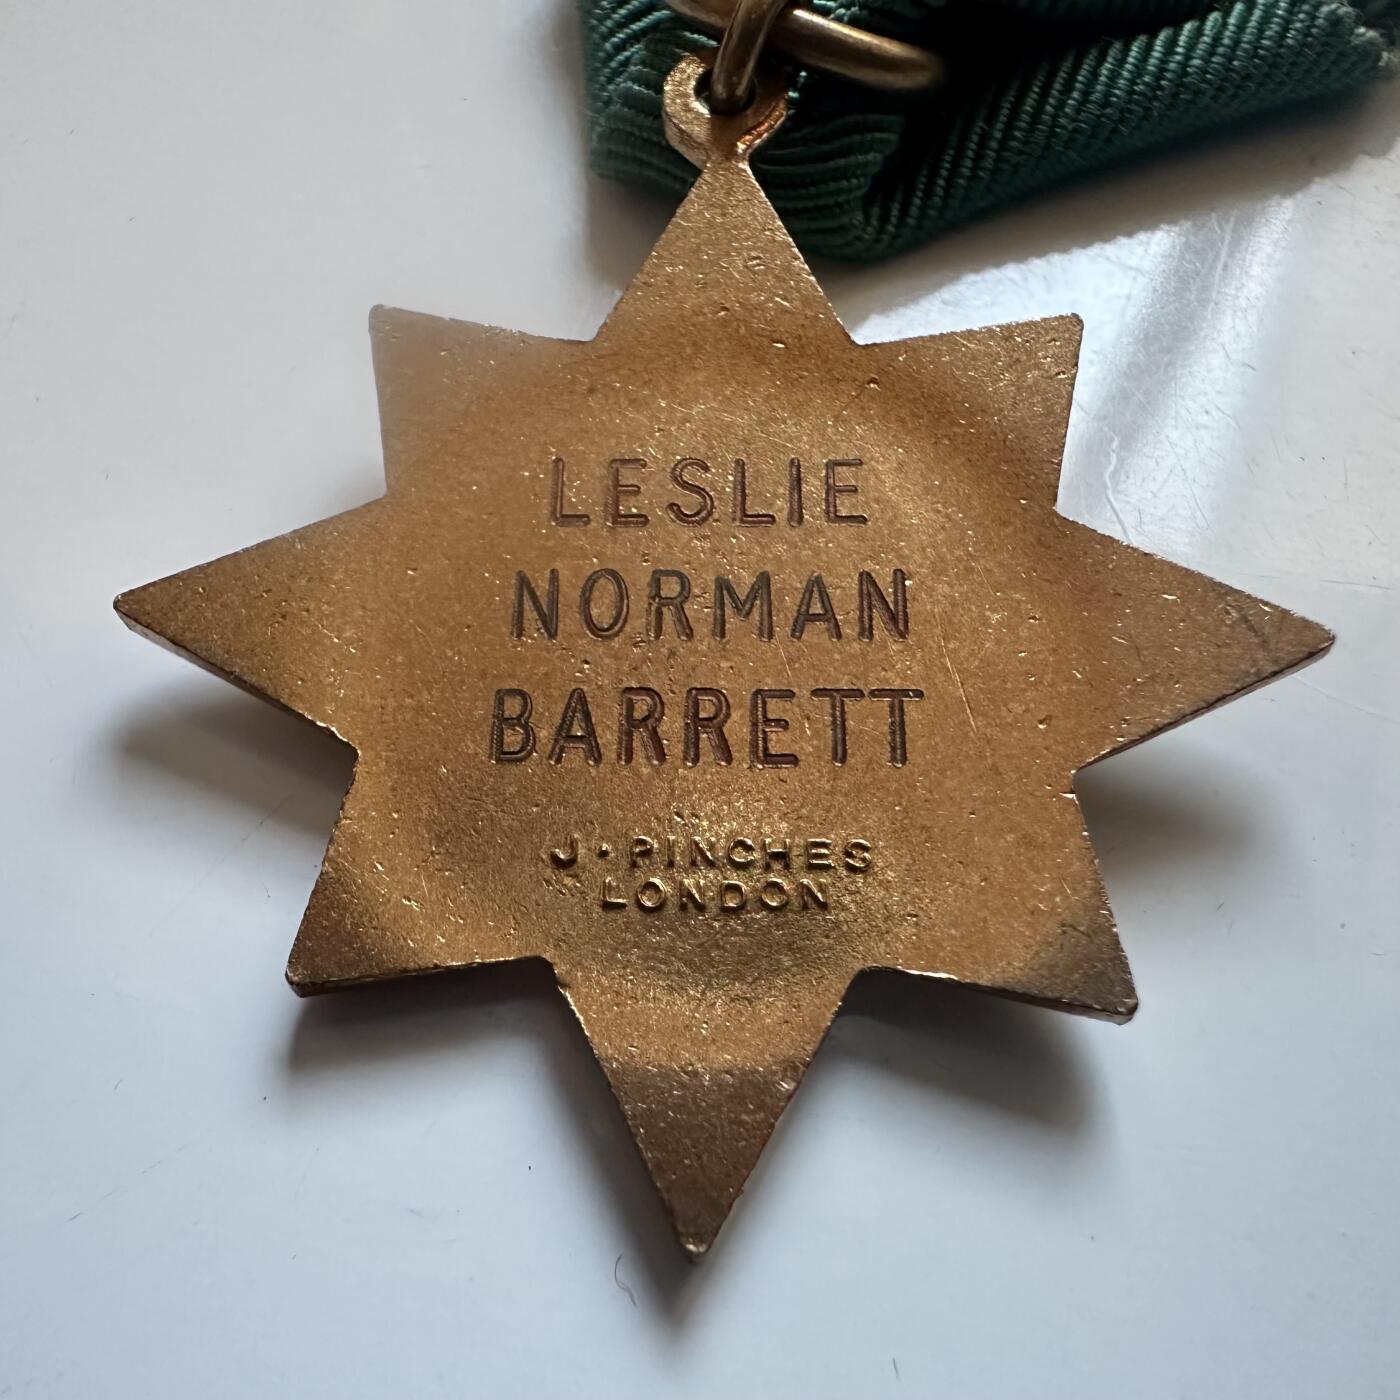 LESLIE
NORMAN
BARRETT
J. PINCHES
LONDON